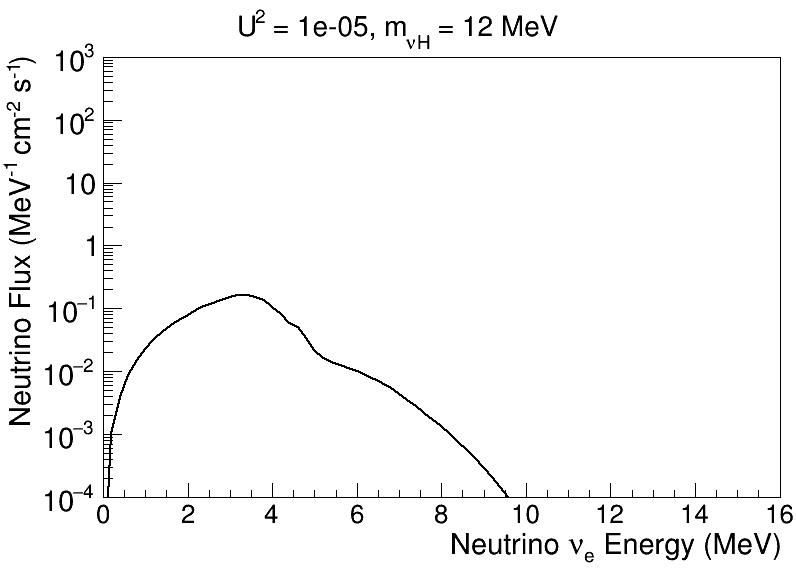 U² = 1e-05, m_νH = 12 MeV
Neutrino Flux (MeV⁻¹ cm⁻² s⁻¹)
10³
10²
10
1
10⁻¹
10⁻²
10⁻³
10⁻⁴
0 2 4 6 8 10 12 14 16
Neutrino ν_e Energy (MeV)